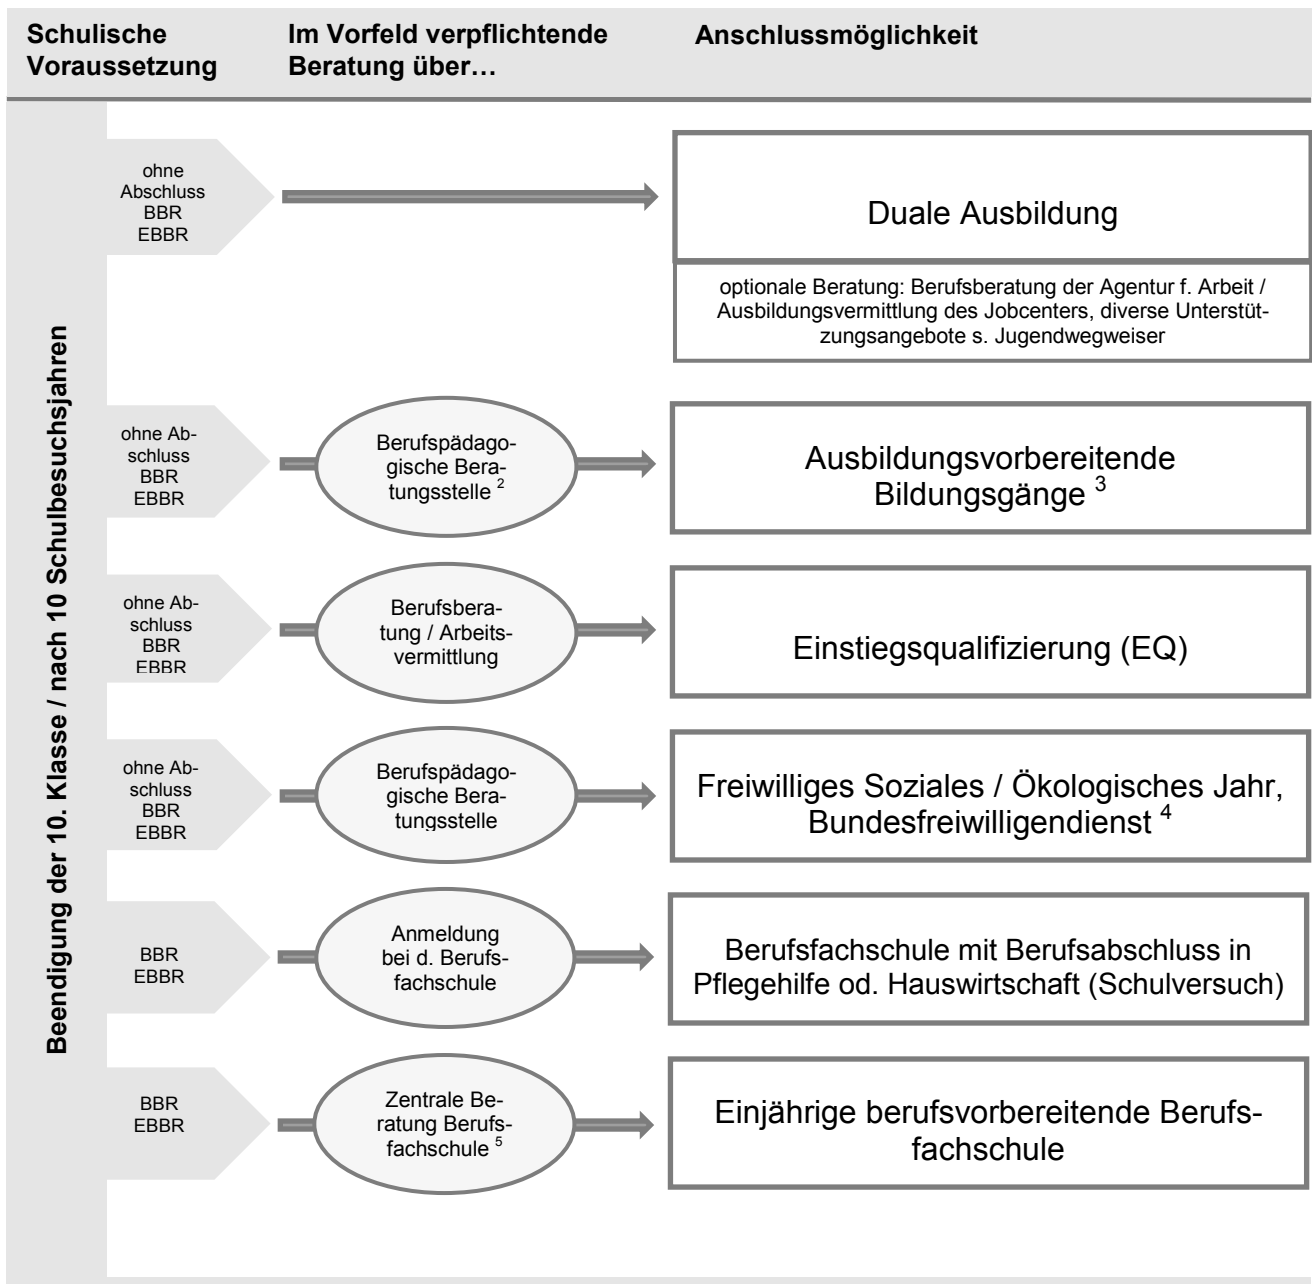 Schulische
Voraussetzung
Im Vorfeld verpflichtende
Beratung über…
Anschlussmöglichkeit
Beendigung der 10. Klasse / nach 10 Schulbesuchsjahren
ohne
Abschluss
BBR
EBBR
Duale Ausbildung
optionale Beratung: Berufsberatung der Agentur f. Arbeit /
Ausbildungsvermittlung des Jobcenters, diverse Unterstüt-
zungsangebote s. Jugendwegweiser
ohne Ab-
schluss
BBR
EBBR
Berufspädago-
gische Bera-
tungsstelle 2
Ausbildungsvorbereitende
Bildungsgänge 3
ohne Ab-
schluss
BBR
EBBR
Berufsbera-
tung / Arbeits-
vermittlung
Einstiegsqualifizierung (EQ)
ohne Ab-
schluss
BBR
EBBR
Berufspädago-
gische Bera-
tungsstelle
Freiwilliges Soziales / Ökologisches Jahr,
Bundesfreiwilligendienst 4
BBR
EBBR
Anmeldung
bei d. Berufs-
fachschule
Berufsfachschule mit Berufsabschluss in
Pflegehilfe od. Hauswirtschaft (Schulversuch)
BBR
EBBR
Zentrale Be-
ratung Berufs-
fachschule 5
Einjährige berufsvorbereitende Berufs-
fachschule